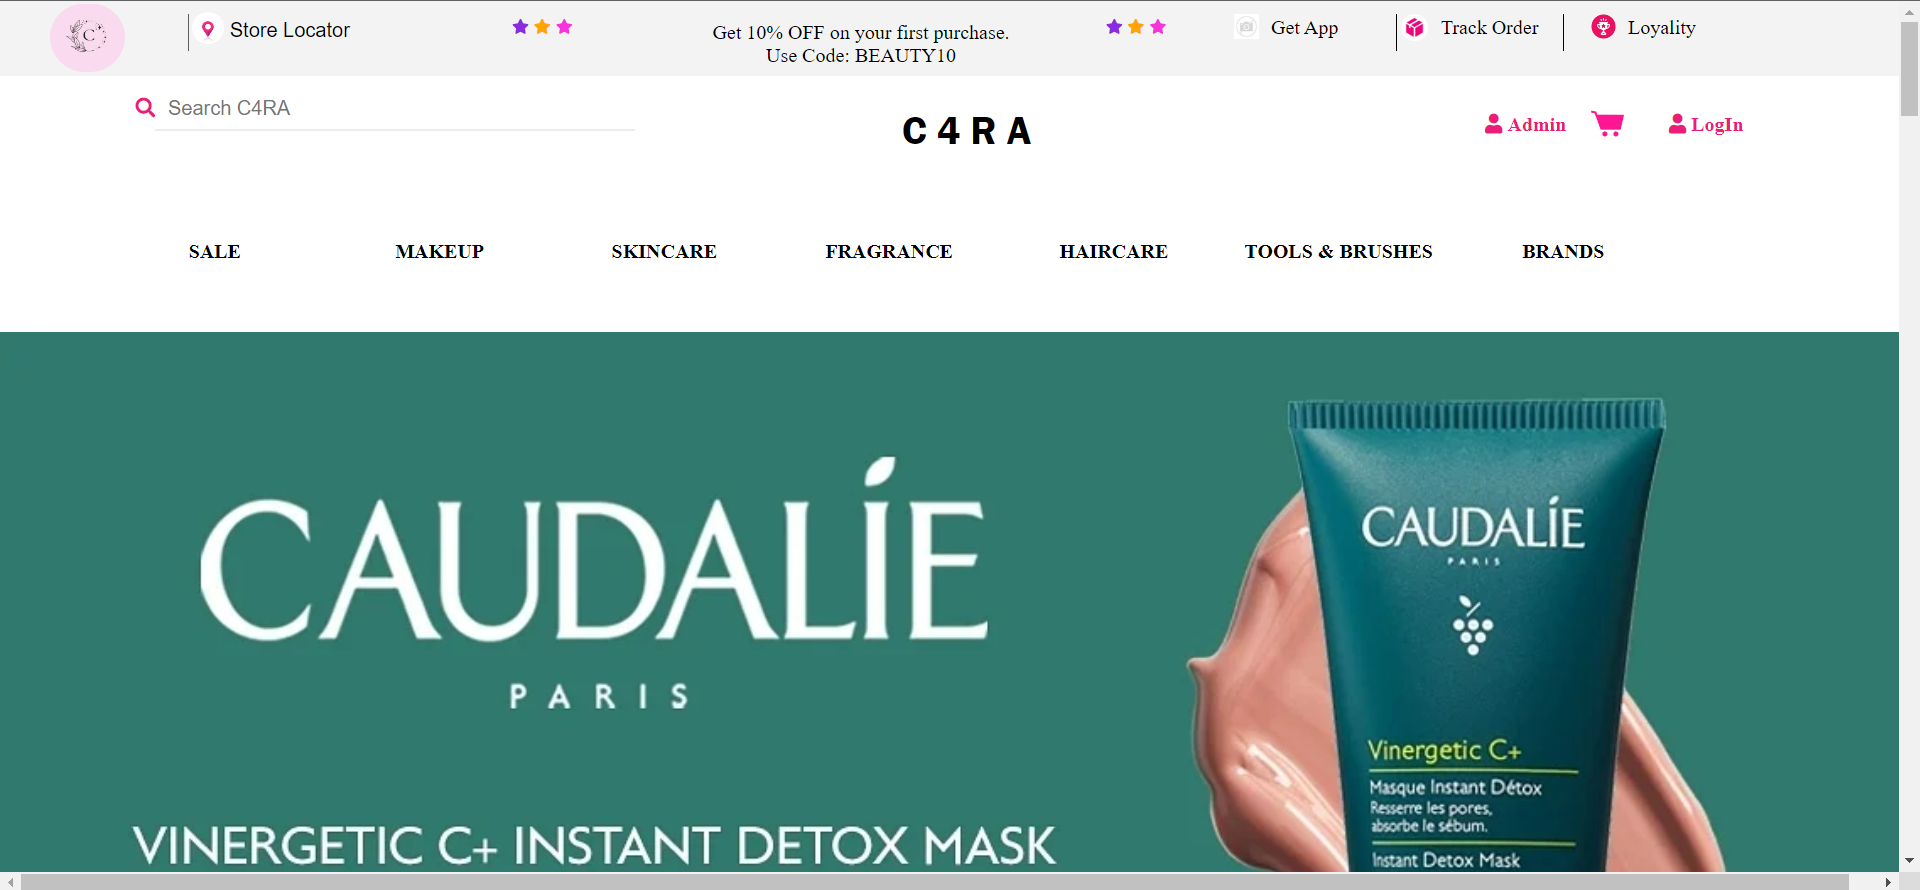 C
Store Locator
Get 10% OFF on your first purchase.
Use Code: BEAUTY10
Get App
Track Order
Loyality
Search C4RA
C4RA
Admin
LogIn
SALE
MAKEUP
SKINCARE
FRAGRANCE
HAIRCARE
TOOLS & BRUSHES
BRANDS
CAUDALÍE
PARIS
VINERGETIC C+ INSTANT DETOX MASK
CAUDALÍE
PARIS
Vinergetic C+
Masque Instant Détox
Resserre les pores,
absorbe le sébum.
Instant Detox Mask